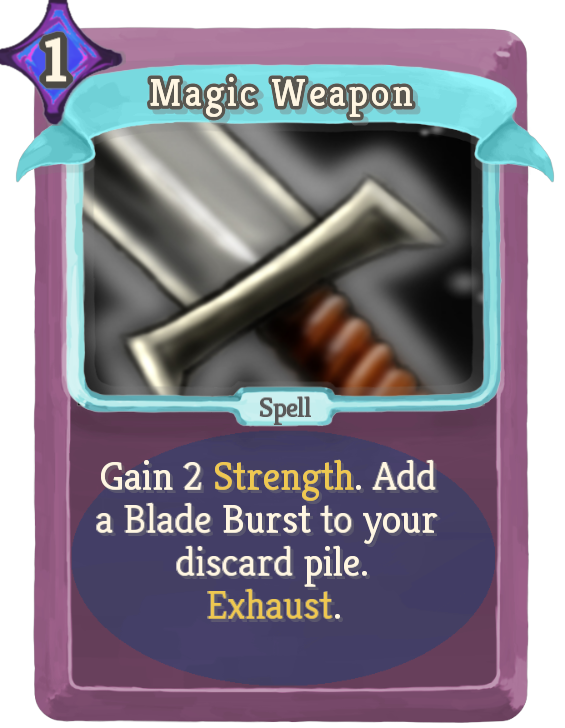 1
Magic Weapon
Spell
Gain 2 Strength. Add
a Blade Burst to your
discard pile.
Exhaust.